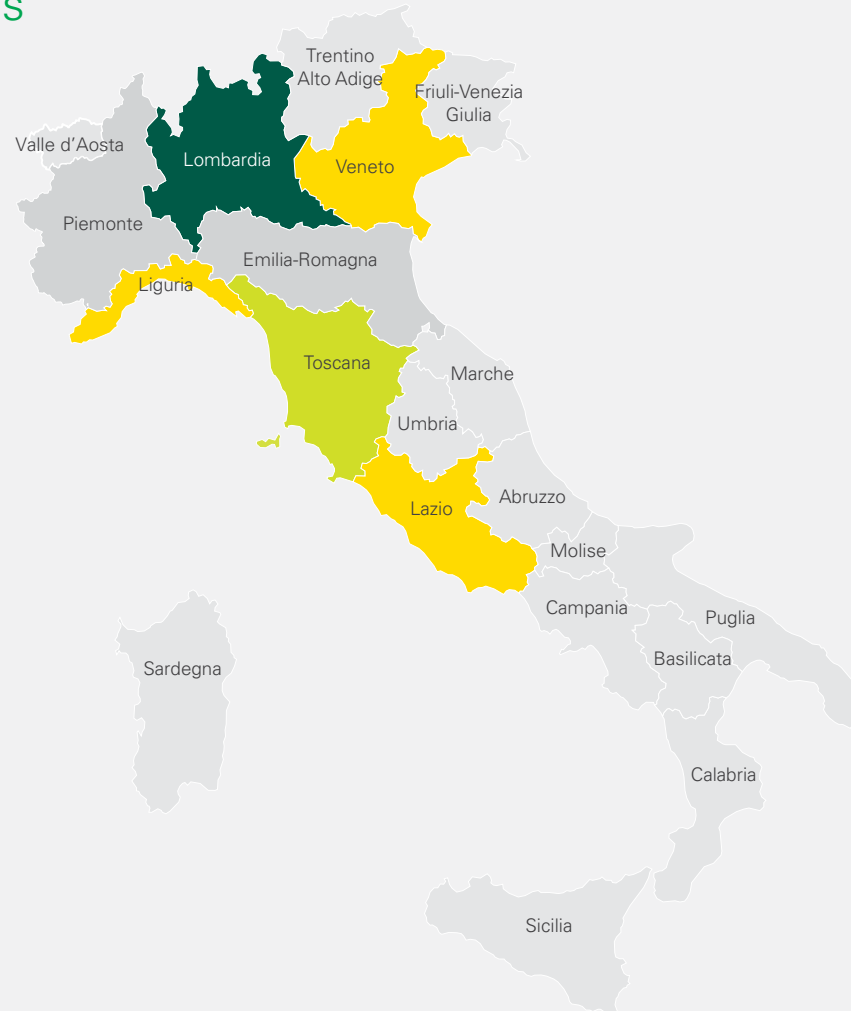 S
Trentino
Alto Adige
Friuli-Venezia
Giulia
Valle d’Aosta
Lombardia
Veneto
Piemonte
Emilia-Romagna
Liguria
Toscana
Marche
Umbria
Abruzzo
Lazio
Molise
Campania
Puglia
Basilicata
Sardegna
Calabria
Sicilia